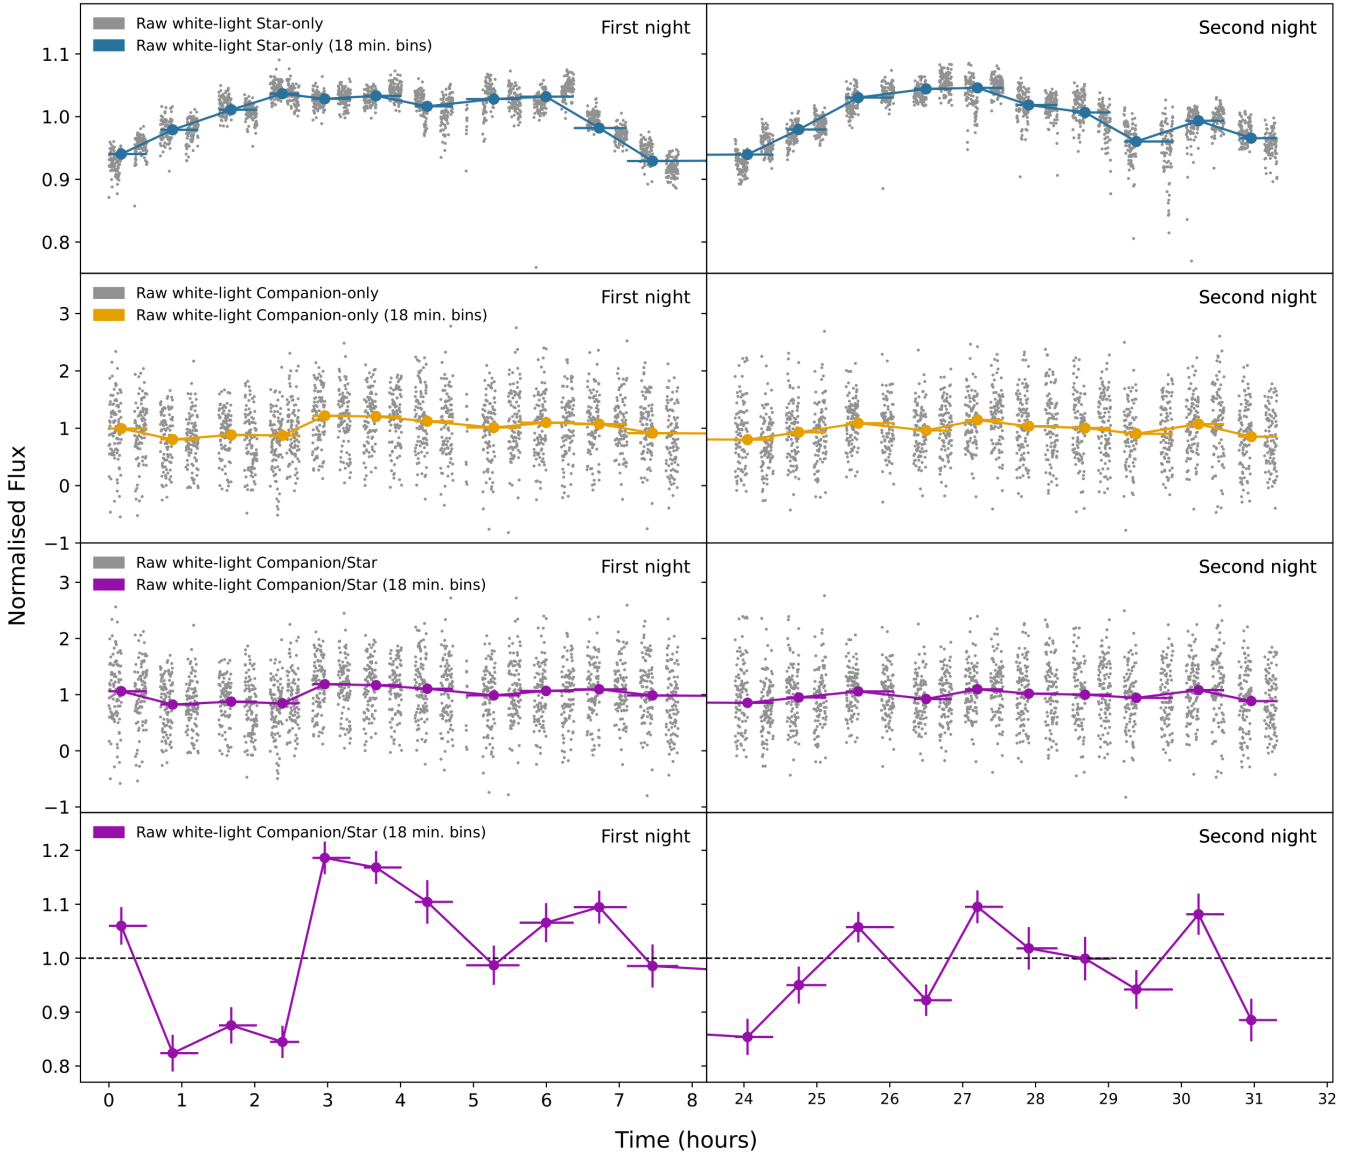 Raw white-light Star-only
Raw white-light Star-only (18 min. bins)
First night
Second night
1.1
1.0
0.9
0.8
Raw white-light Companion-only
Raw white-light Companion-only (18 min. bins)
First night
Second night
3
2
1
0
−1
Raw white-light Companion/Star
Raw white-light Companion/Star (18 min. bins)
First night
Second night
3
2
1
0
−1
Raw white-light Companion/Star (18 min. bins)
First night
Second night
1.2
1.1
1.0
0.9
0.8
0 1 2 3 4 5 6 7 8
24 25 26 27 28 29 30 31 32
Normalised Flux
Time (hours)